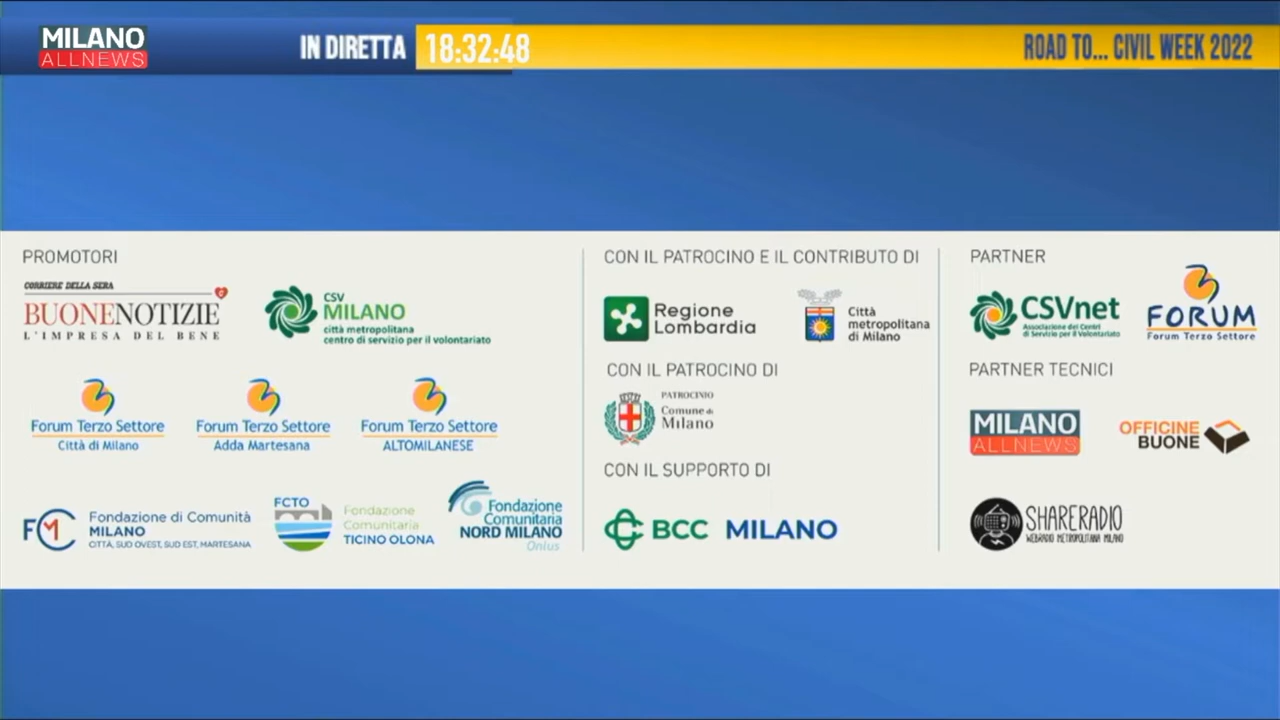 MILANO
ALLNEWS
IN DIRETTA
18:32:48
ROAD TO... CIVIL WEEK 2022
PROMOTORI
CORRIERE DELLA SERA
BUONENOTIZIE
L'IMPRESA DEL BENE
CSV
MILANO
città metropolitana
centro di servizio per il volontariato
Forum Terzo Settore
Città di Milano
Forum Terzo Settore
Adda Martesana
Forum Terzo Settore
ALTOMILANESE
FCM
Fondazione di Comunità
MILANO
CITTÀ, SUD OVEST, SUD EST, MARTESANA
FCTO
Fondazione
Comunitaria
TICINO OLONA
Fondazione
Comunitaria
NORD MILANO
Onlus
CON IL PATROCINO E IL CONTRIBUTO DI
Regione
Lombardia
Città
metropolitana
di Milano
CON IL PATROCINO DI
PATROCINIO
Comune di
Milano
CON IL SUPPORTO DI
BCC MILANO
PARTNER
CSVnet
Associazione dei Centri
di Servizio per il Volontariato
FORUM
Forum Terzo Settore
PARTNER TECNICI
MILANO
ALLNEWS
OFFICINE
BUONE
SHARERADIO
WEBRADIO METROPOLITANA MILANO